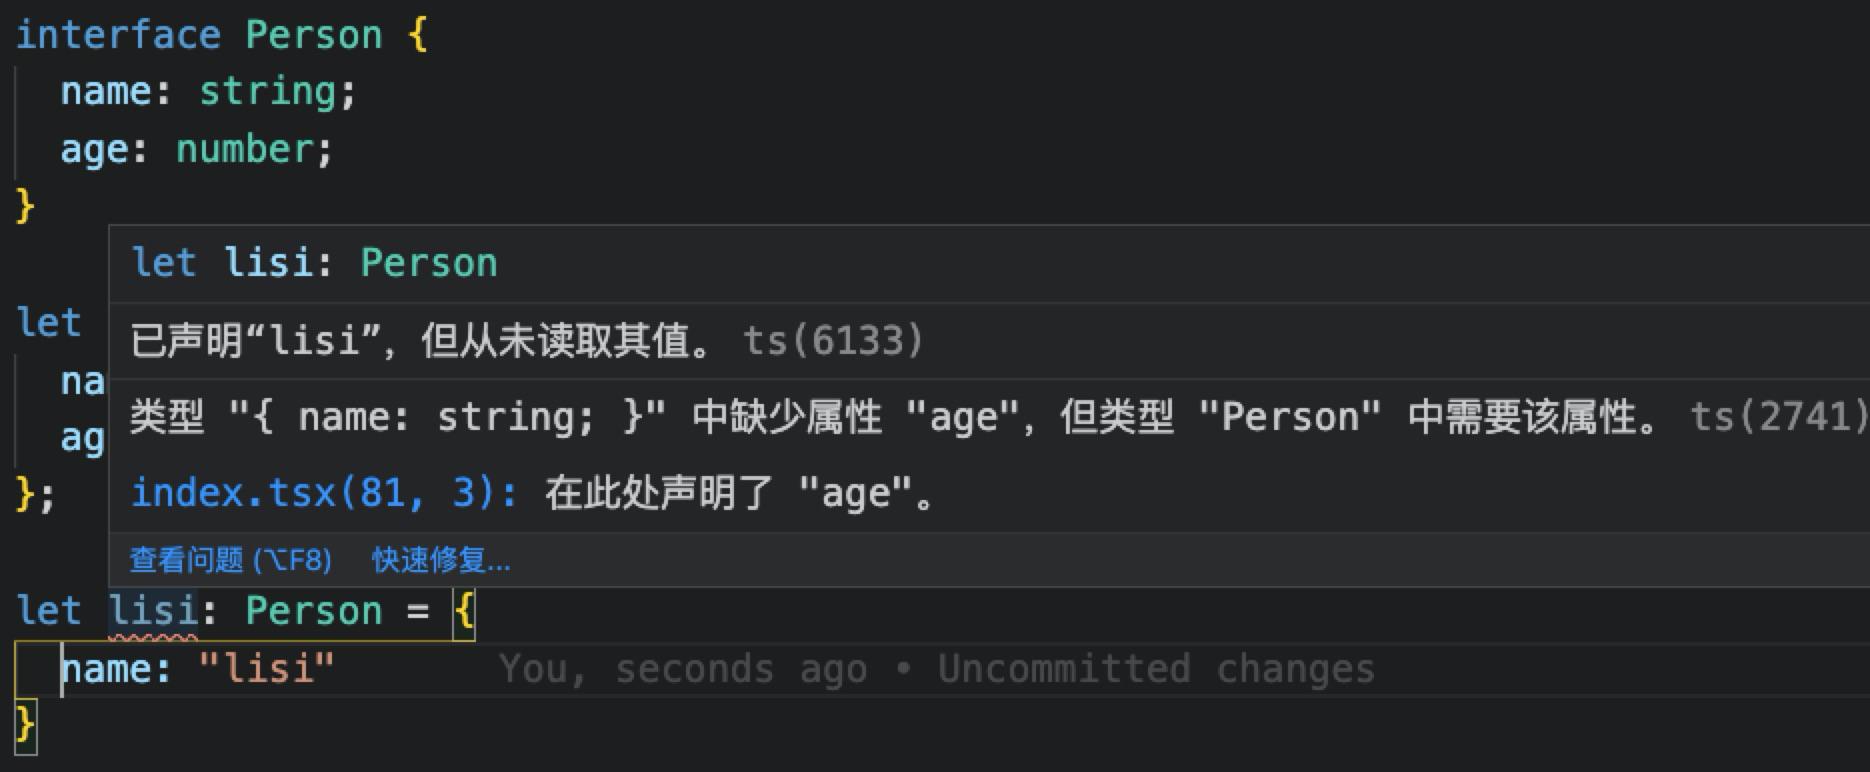 interface Person {
name: string;
age: number;
}
let lisi: Person
let
已声明“lisi”，但从未读取其值。 ts(6133)
na
类型 "{ name: string; }" 中缺少属性 "age"，但类型 "Person" 中需要该属性。 ts(2741)
ag
};
index.tsx(81, 3): 在此处声明了 "age"。
查看问题 (⌥F8) 快速修复...
let lisi: Person = {
name: "lisi" You, seconds ago • Uncommitted changes
}